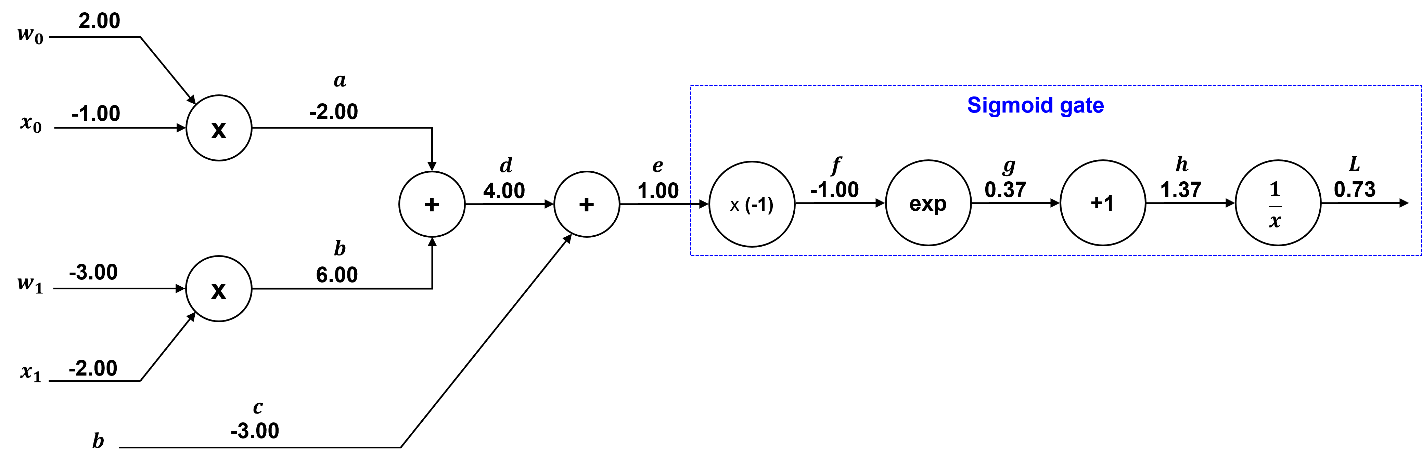 w₀ 2.00
x₀ -1.00
x
a
-2.00
w₁ -3.00
x₁ -2.00
x
b
6.00
b
c
-3.00
+
d
4.00
+
e
1.00
Sigmoid gate
x (-1)
f
-1.00
exp
g
0.37
+1
h
1.37
1
x
L
0.73